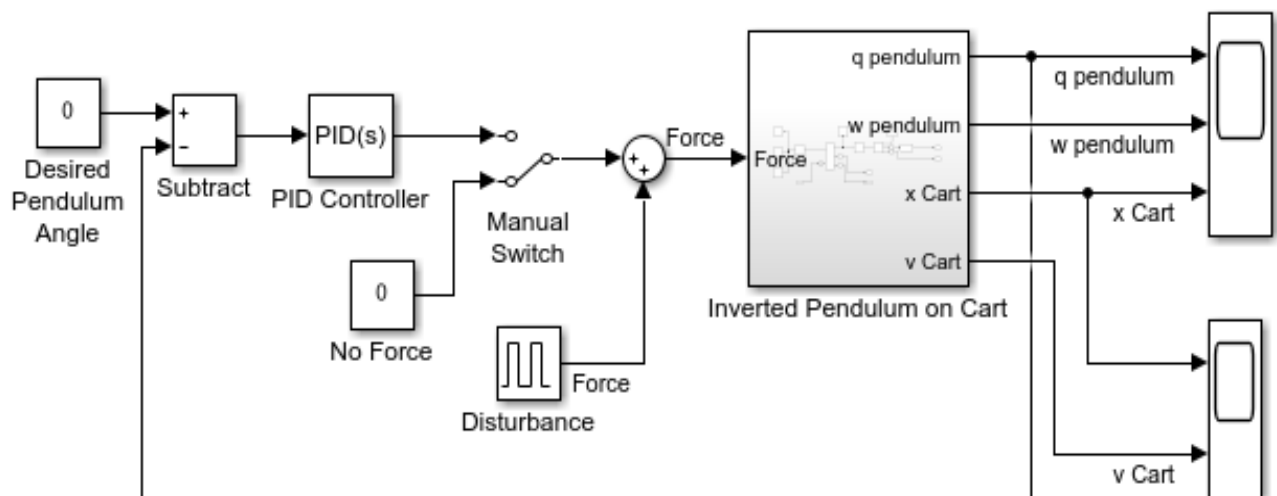 q pendulum
q pendulum
0
+
−
PID(s)
w pendulum
w pendulum
Desired
Pendulum
Angle
Subtract
PID Controller
Manual
Switch
+
+
Force
Force
x Cart
x Cart
0
No Force
v Cart
Inverted Pendulum on Cart
Force
Disturbance
v Cart